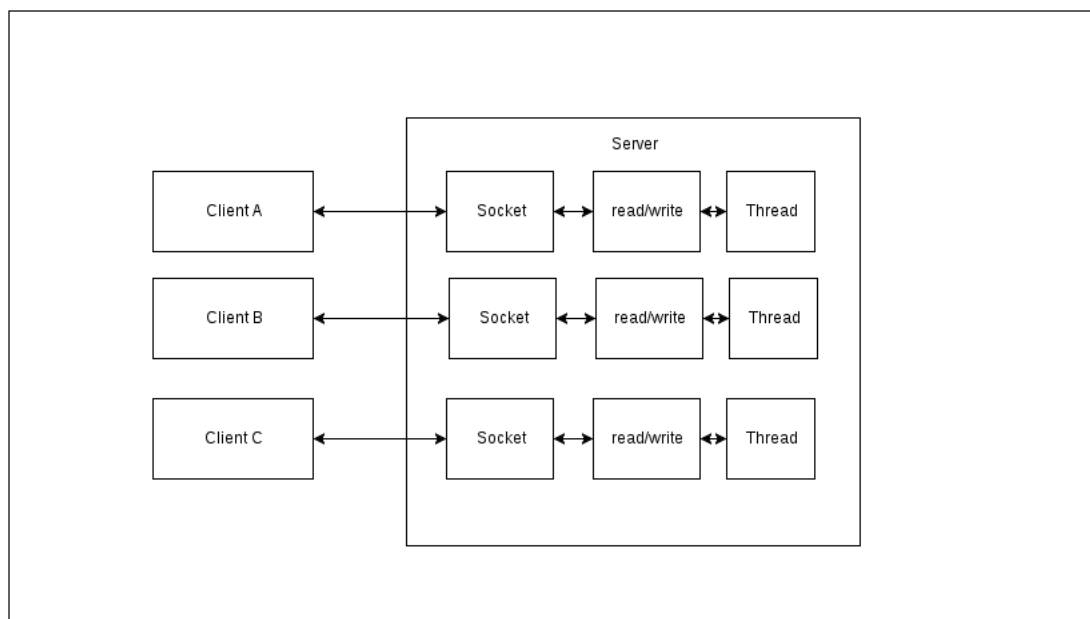 Server
Client A
Socket
read/write
Thread
Client B
Socket
read/write
Thread
Client C
Socket
read/write
Thread